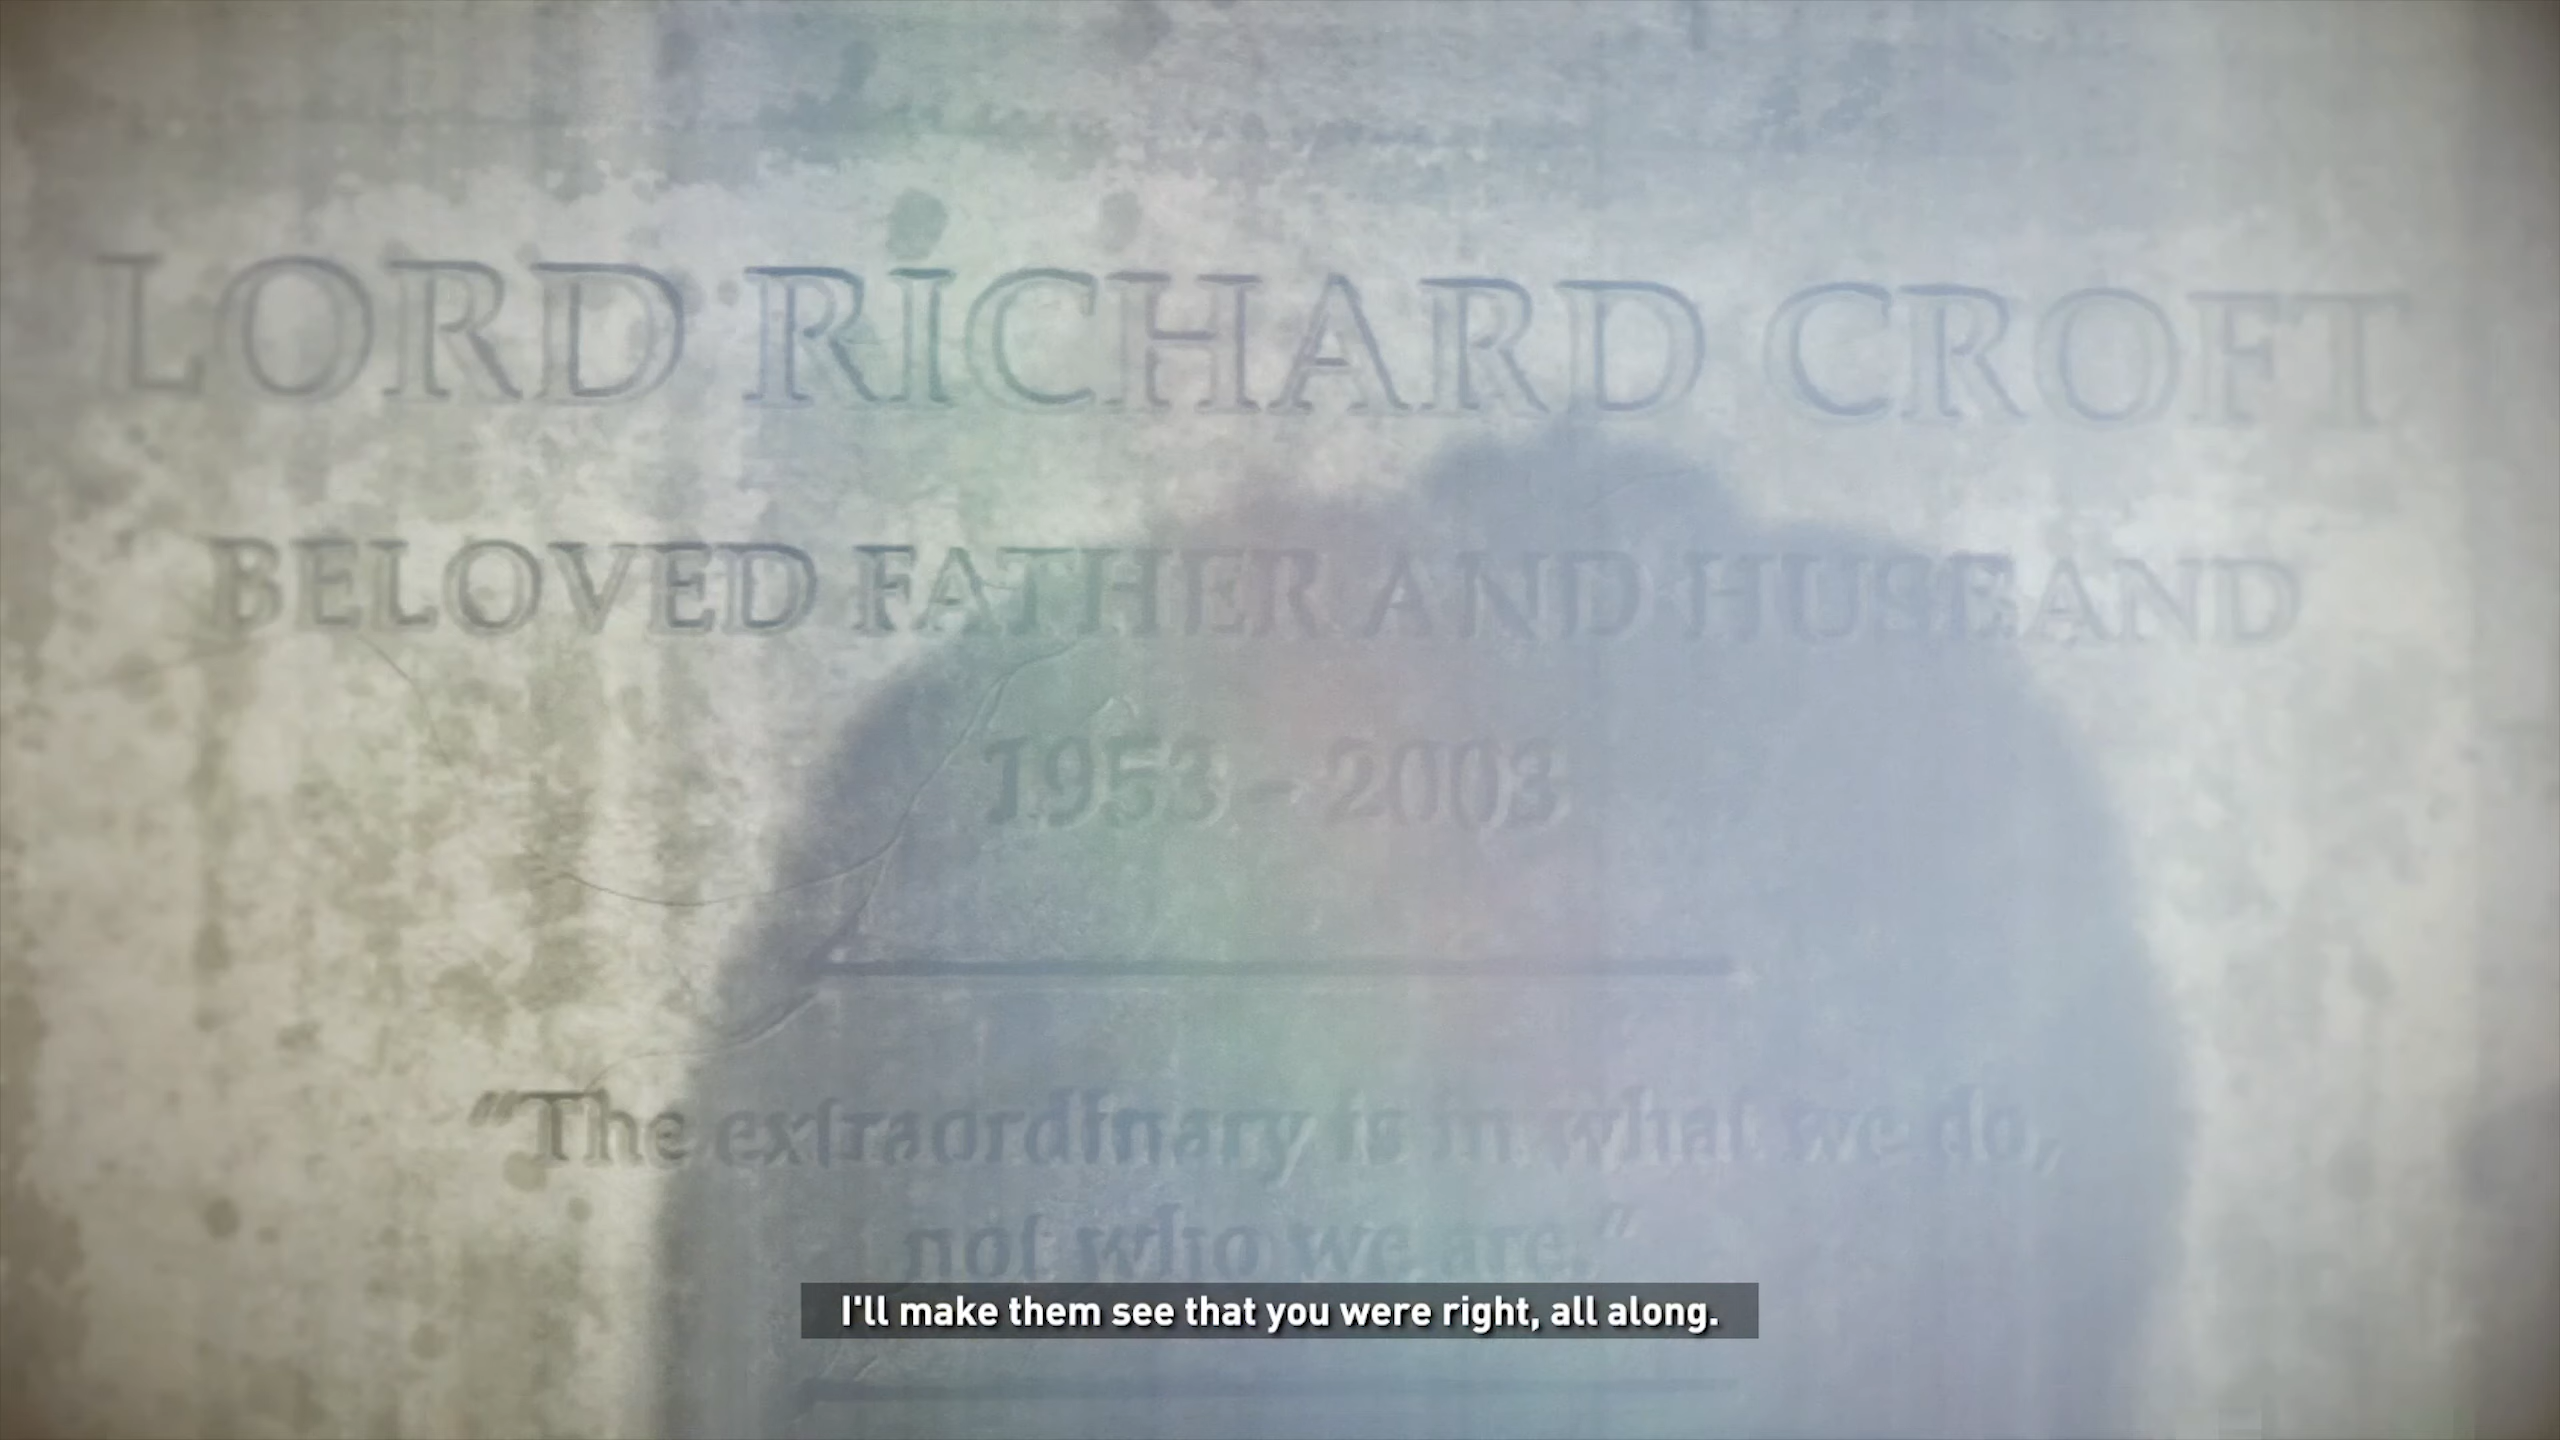 LORD RICHARD CROFT
BELOVED FATHER AND HUSBAND
1953 - 2003
"The extraordinary is in what we do,
not who we are."
I'll make them see that you were right, all along.